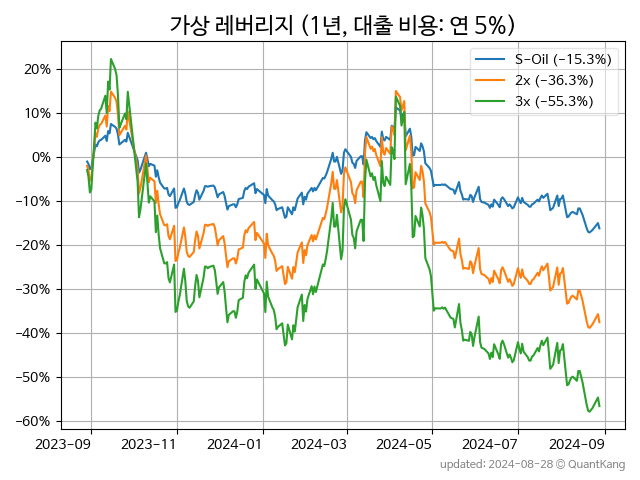 가상 레버리지 (1년, 대출 비용: 연 5%)
S-Oil (-15.3%)
2x (-36.3%)
3x (-55.3%)
20%
10%
0%
-10%
-20%
-30%
-40%
-50%
-60%
2023-09 2023-11 2024-01 2024-03 2024-05 2024-07 2024-09
updated: 2024-08-28 © QuantKang